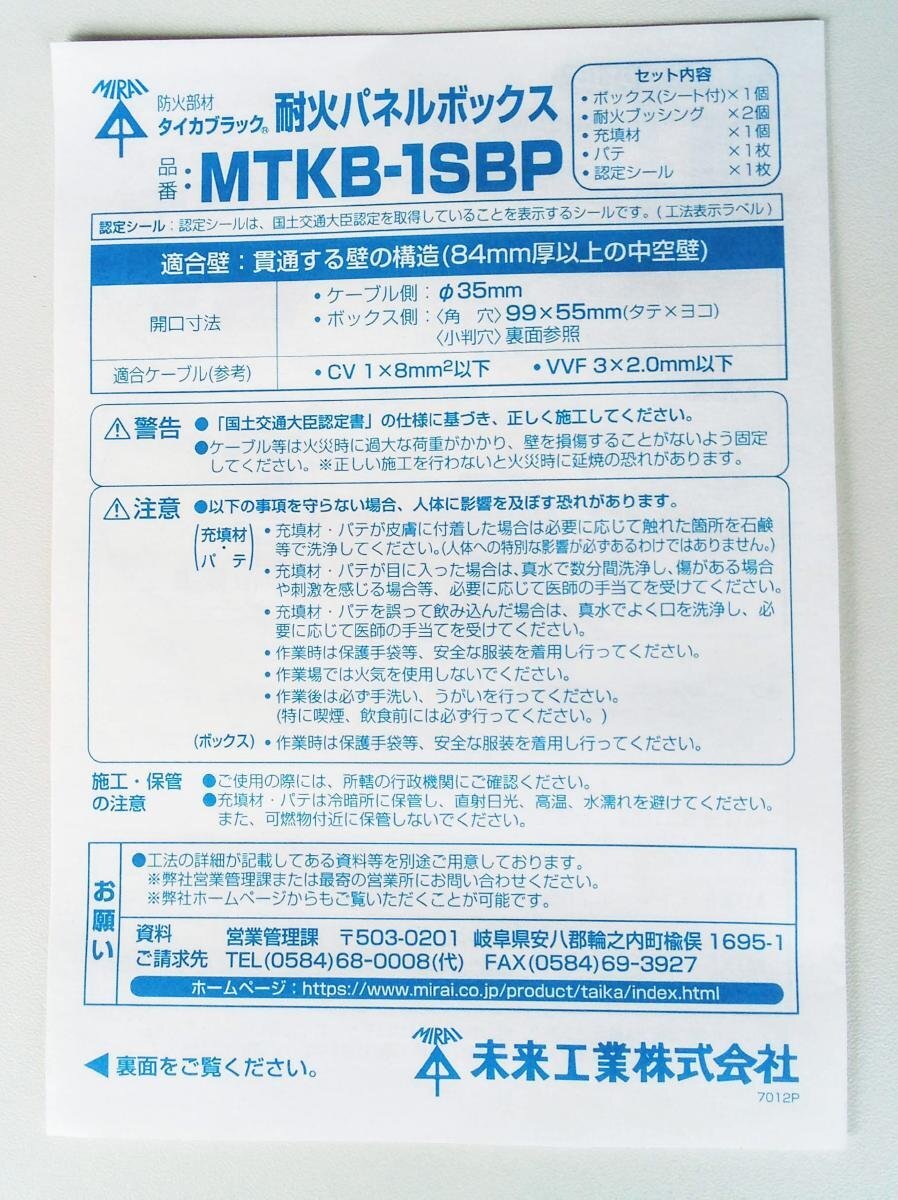 MIRAI
防火部材
タイカブラック® 耐火パネルボックス
品番：MTKB-1SBP
セット内容
・ボックス(シート付)×1個
・耐火ブッシング ×2個
・充填材 ×1個
・パテ ×1枚
・認定シール ×1枚
認定シール：認定シールは、国土交通大臣認定を取得していることを表示するシールです。(工法表示ラベル)
適合壁：貫通する壁の構造(84mm厚以上の中空壁)
開口寸法
・ケーブル側：φ35mm
・ボックス側：〈角 穴〉99×55mm(タテ×ヨコ)
〈小判穴〉裏面参照
適合ケーブル(参考) ・CV 1×8mm²以下 ・VVF 3×2.0mm以下
⚠警告 ●「国土交通大臣認定書」の仕様に基づき、正しく施工してください。
●ケーブル等は火災時に過大な荷重がかかり、壁を損傷することがないよう固定
してください。※正しい施工を行わないと火災時に延焼の恐れがあります。
⚠注意 ●以下の事項を守らない場合、人体に影響を及ぼす恐れがあります。
(充填材・パテ) ・充填材・パテが皮膚に付着した場合は必要に応じて触れた箇所を石鹸
等で洗浄してください。(人体への特別な影響が必ずあるわけではありません。)
・充填材・パテが目に入った場合は、真水で数分間洗浄し、傷がある場合
や刺激を感じる場合等、必要に応じて医師の手当てを受けてください。
・充填材・パテを誤って飲み込んだ場合は、真水でよく口を洗浄し、必
要に応じて医師の手当てを受けてください。
・作業時は保護手袋等、安全な服装を着用し行ってください。
・作業場では火気を使用しないでください。
・作業後は必ず手洗い、うがいを行ってください。
(特に喫煙、飲食前には必ず行ってください。)
(ボックス) ・作業時は保護手袋等、安全な服装を着用し行ってください。
施工・保管
の注意
●ご使用の際には、所轄の行政機関にご確認ください。
●充填材・パテは冷暗所に保管し、直射日光、高温、水濡れを避けてください。
また、可燃物付近に保管しないでください。
お願い
●工法の詳細が記載してある資料等を別途ご用意しております。
※弊社営業管理課または最寄の営業所にお問い合わせください。
※弊社ホームページからもご覧いただくことが可能です。
資料
ご請求先
営業管理課 〒503-0201 岐阜県安八郡輪之内町楡俣1695-1
TEL(0584)68-0008(代) FAX(0584)69-3927
ホームページ：https://www.mirai.co.jp/product/taika/index.html
◀裏面をご覧ください。
MIRAI
未来工業株式会社
7012P